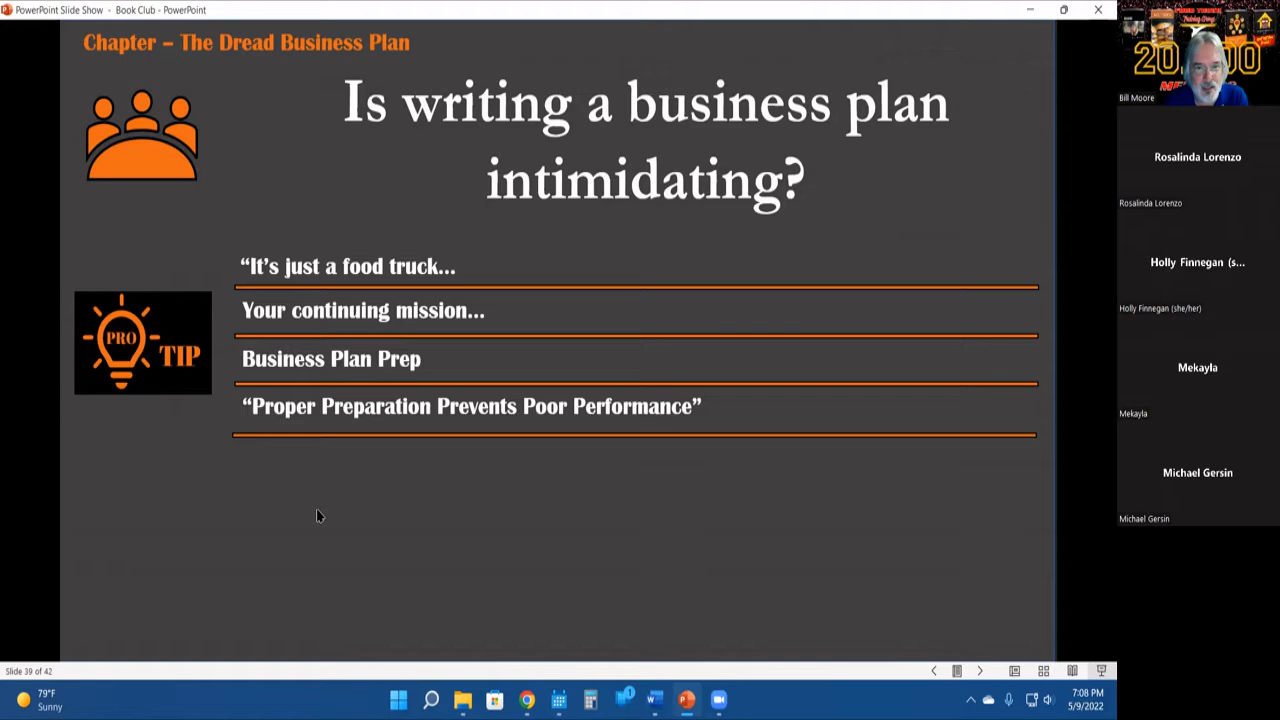 PowerPoint Slide Show - Book Club - PowerPoint
Chapter – The Dread Business Plan
Is writing a business plan
intimidating?
“It’s just a food truck...
Your continuing mission...
PRO
TIP
Business Plan Prep
“Proper Preparation Prevents Poor Performance”
Slide 39 of 42
Bill Moore
Rosalinda Lorenzo
Rosalinda Lorenzo
Holly Finnegan (s...
Holly Finnegan (she/her)
Mekayla
Mekayla
Michael Gersin
Michael Gersin
79°F
Sunny
7:08 PM
5/9/2022